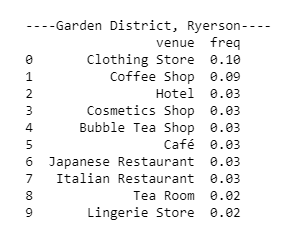 ----Garden District, Ryerson----
venue freq
0 Clothing Store 0.10
1 Coffee Shop 0.09
2 Hotel 0.03
3 Cosmetics Shop 0.03
4 Bubble Tea Shop 0.03
5 Café 0.03
6 Japanese Restaurant 0.03
7 Italian Restaurant 0.03
8 Tea Room 0.02
9 Lingerie Store 0.02